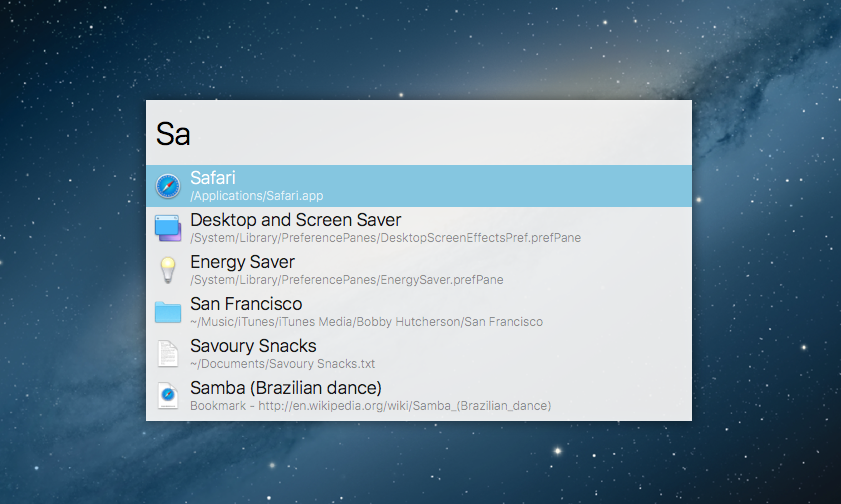 Sa
Safari
/Applications/Safari.app
Desktop and Screen Saver
/System/Library/PreferencePanes/DesktopScreenEffectsPref.prefPane
Energy Saver
/System/Library/PreferencePanes/EnergySaver.prefPane
San Francisco
~/Music/iTunes/iTunes Media/Bobby Hutcherson/San Francisco
Savoury Snacks
~/Documents/Savoury Snacks.txt
Samba (Brazilian dance)
Bookmark - http://en.wikipedia.org/wiki/Samba_(Brazilian_dance)